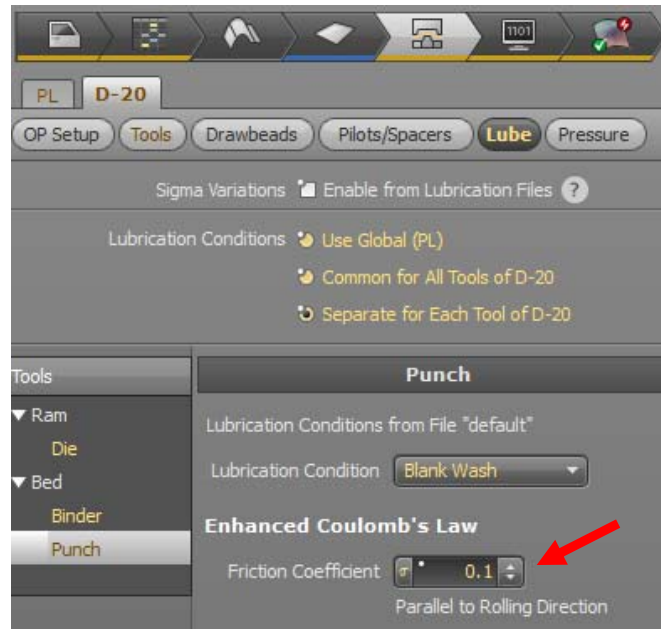 1101
PL D-20
OP Setup Tools Drawbeads Pilots/Spacers Lube Pressure
Sigma Variations Enable from Lubrication Files ?
Lubrication Conditions Use Global (PL)
Common for All Tools of D-20
Separate for Each Tool of D-20
Tools
Ram
Die
Bed
Binder
Punch
Punch
Lubrication Conditions from File "default"
Lubrication Condition Blank Wash
Enhanced Coulomb's Law
Friction Coefficient σ 0.1
Parallel to Rolling Direction